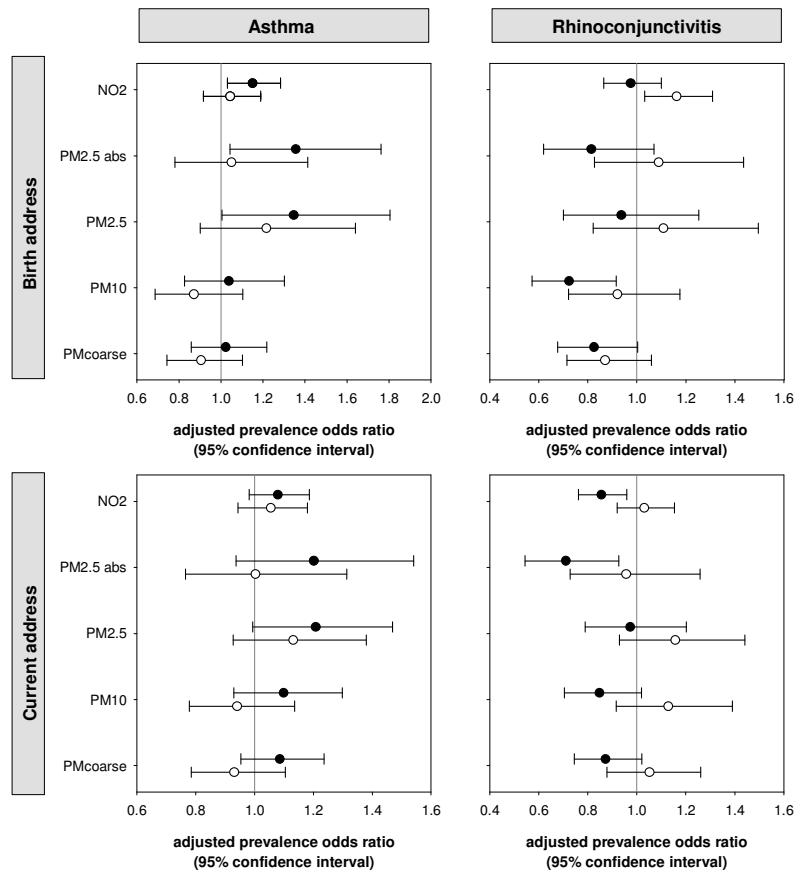 Asthma
Rhinoconjunctivitis
Birth address
NO2
PM2.5 abs
PM2.5
PM10
PMcoarse
0.6 0.8 1.0 1.2 1.4 1.6 1.8 2.0
adjusted prevalence odds ratio
(95% confidence interval)
0.4 0.6 0.8 1.0 1.2 1.4 1.6
adjusted prevalence odds ratio
(95% confidence interval)
Current address
NO2
PM2.5 abs
PM2.5
PM10
PMcoarse
0.6 0.8 1.0 1.2 1.4 1.6
adjusted prevalence odds ratio
(95% confidence interval)
0.4 0.6 0.8 1.0 1.2 1.4 1.6
adjusted prevalence odds ratio
(95% confidence interval)